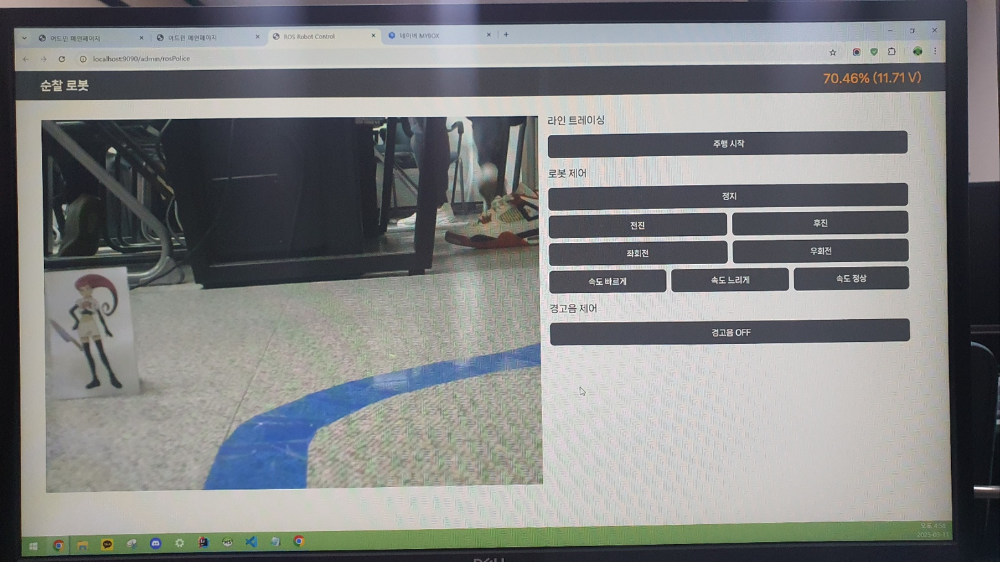 어드민 메인페이지
어드민 메인페이지
ROS Robot Control
네이버 MYBOX
localhost:9090/admin/rosPolice
순찰 로봇
70.46% (11.71 V)
라인 트레이싱
주행 시작
로봇 제어
정지
전진
후진
좌회전
우회전
속도 빠르게
속도 느리게
속도 정상
경고음 제어
경고음 OFF
오후 4:56
2025-03-11
DELL